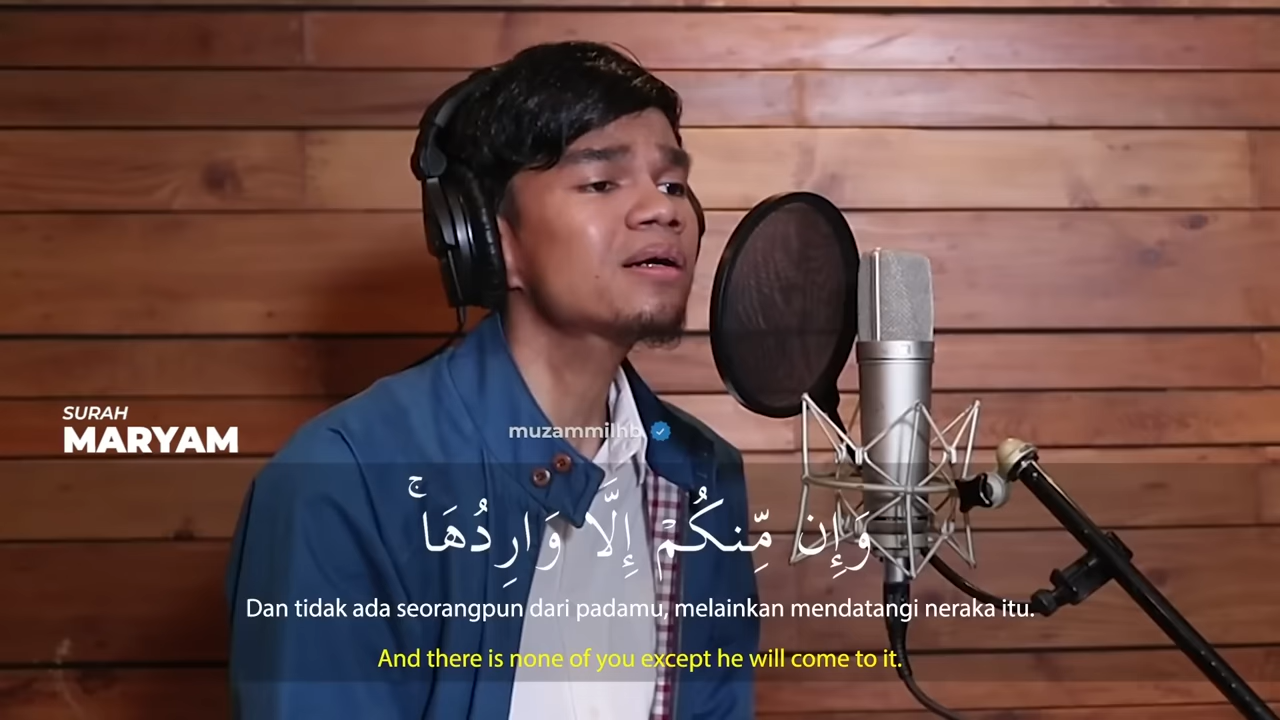 SURAH
MARYAM
muzammilhb
وَإِن مِّنكُمْ إِلَّا وَارِدُهَا ۚ
Dan tidak ada seorangpun dari padamu, melainkan mendatangi neraka itu.
And there is none of you except he will come to it.